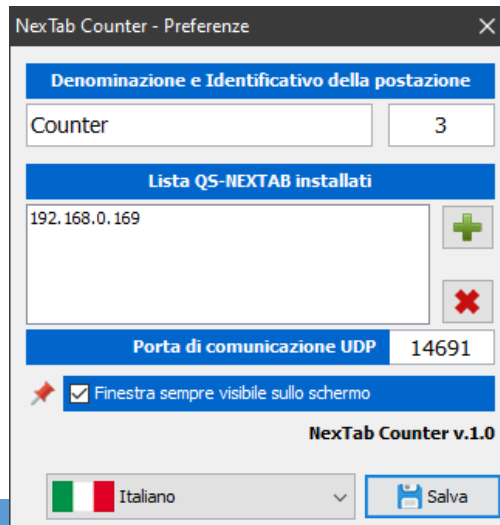 NexTab Counter - Preferenze
Denominazione e Identificativo della postazione
Counter 3
Lista QS-NEXTAB installati
192.168.0.169
Porta di comunicazione UDP 14691
Finestra sempre visibile sullo schermo
NexTab Counter v.1.0
Italiano Salva